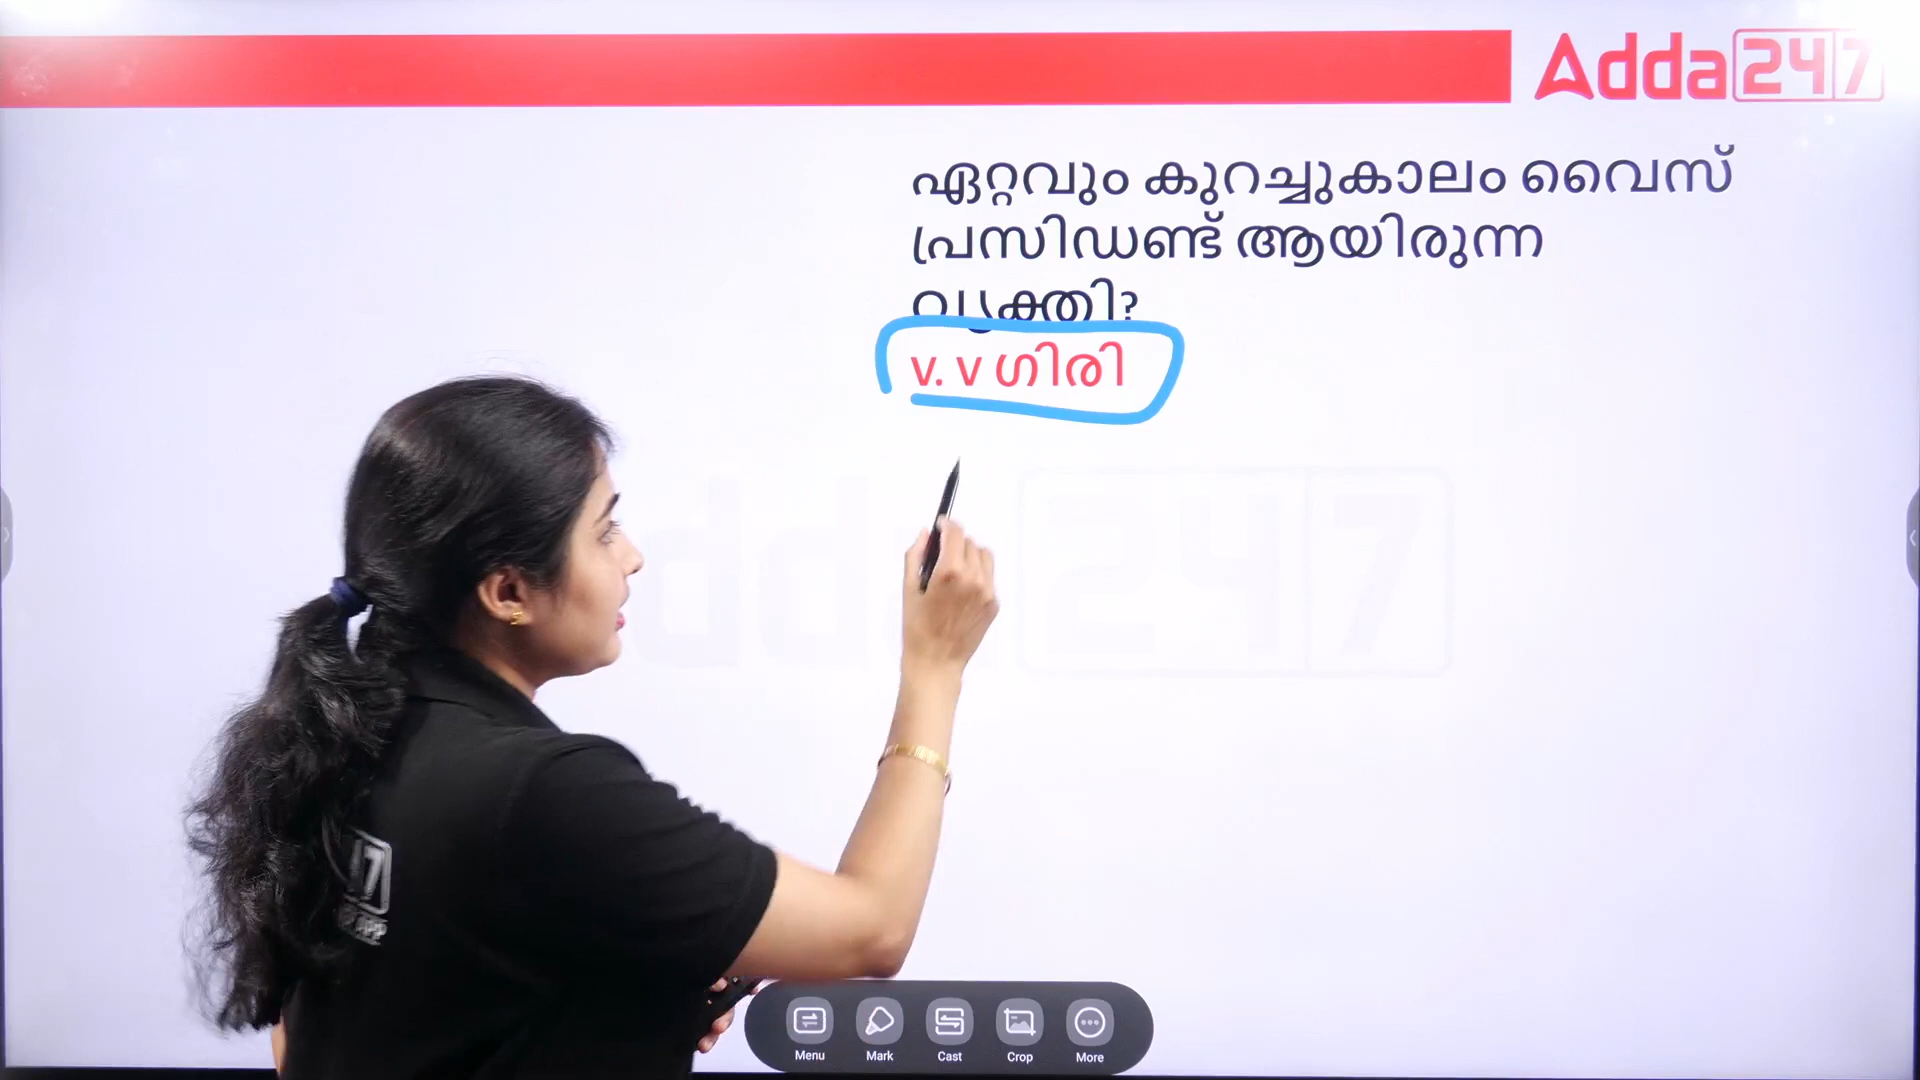 Adda247
ഏറ്റവും കുറച്ചുകാലം വൈസ്
പ്രസിഡണ്ട് ആയിരുന്ന
വ്യക്തി?
v. v ഗിരി
Menu Mark Cast Crop More